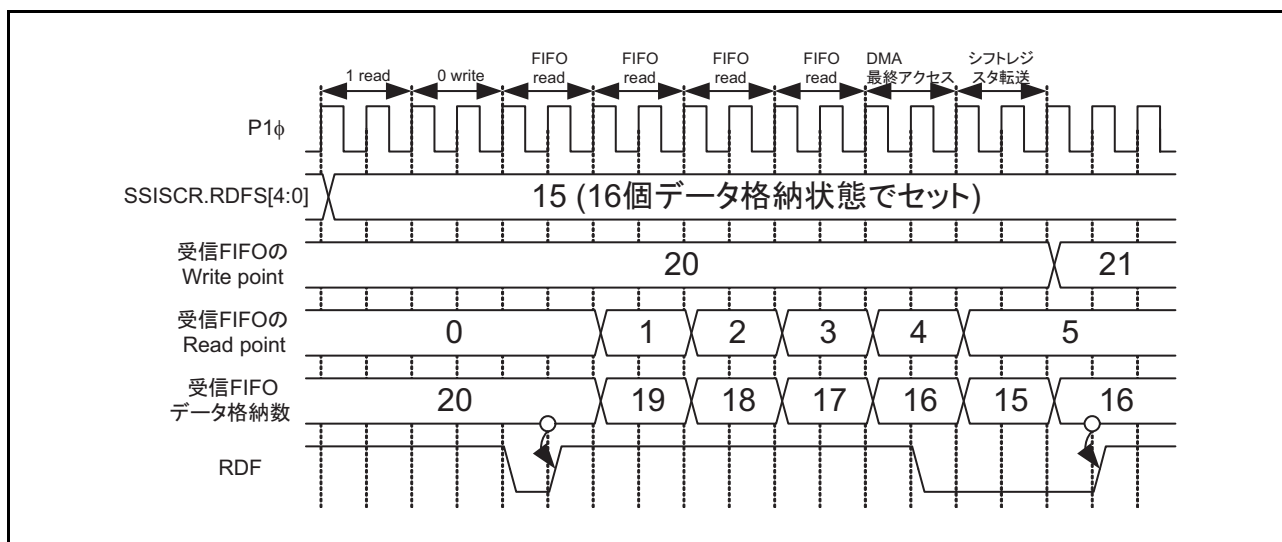 1 read
0 write
FIFO
read
FIFO
read
FIFO
read
FIFO
read
DMA
最終アクセス
シフトレジ
スタ転送
P1ϕ
SSISCR.RDFS[4:0]
15 (16個データ格納状態でセット)
受信FIFOの
Write point
20
21
受信FIFOの
Read point
0
1
2
3
4
5
受信FIFO
データ格納数
20
19
18
17
16
15
16
RDF